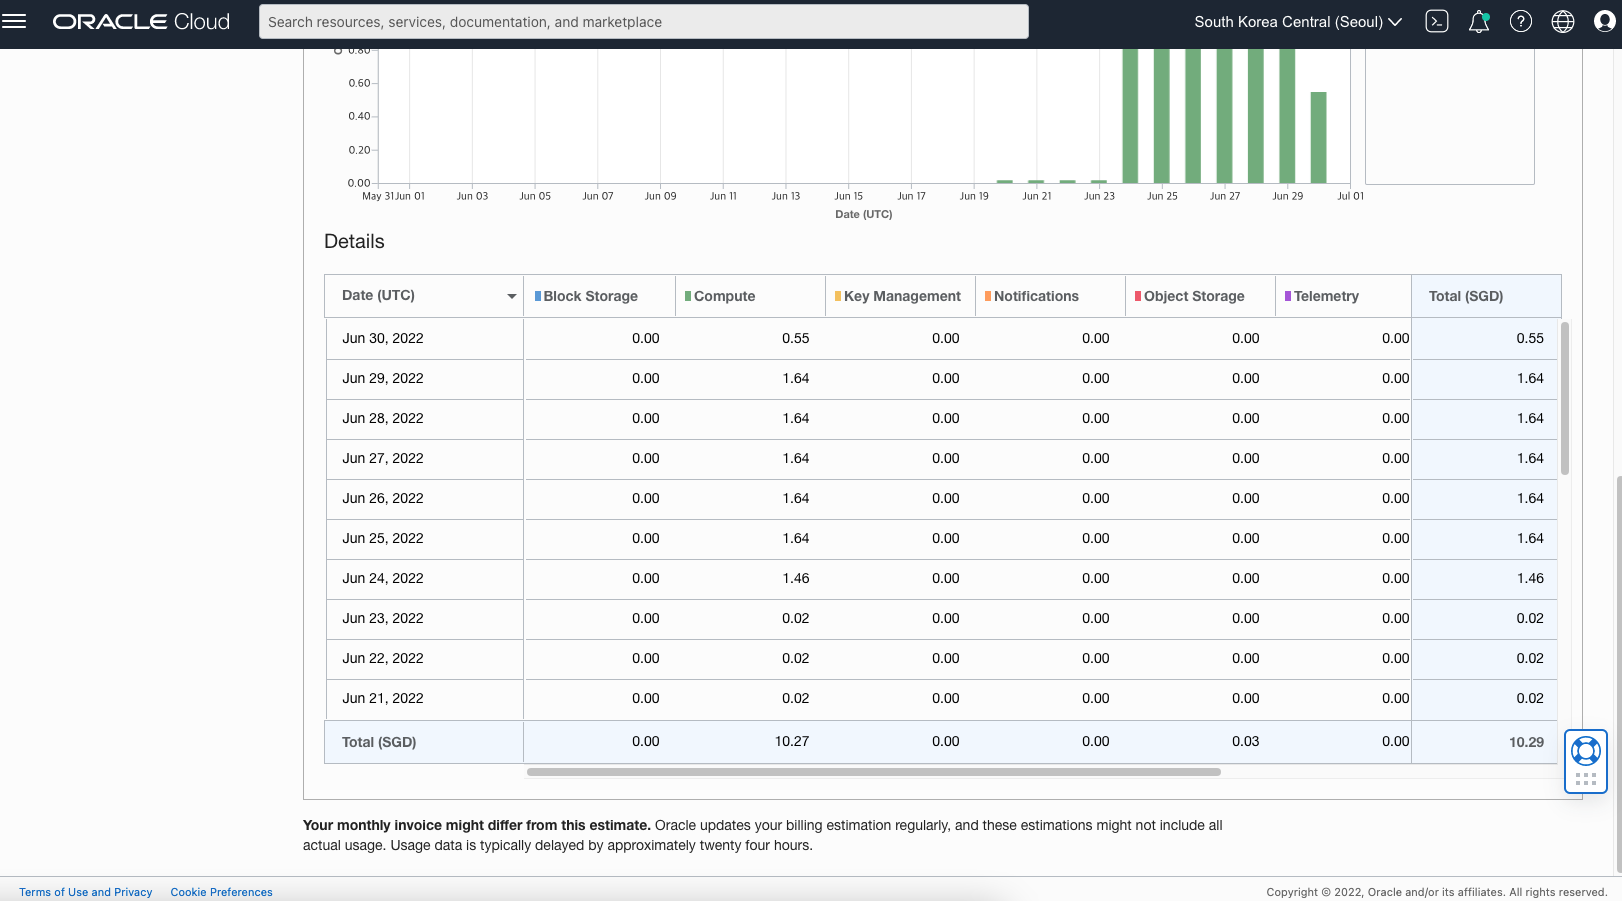 ORACLE Cloud
Search resources, services, documentation, and marketplace
South Korea Central (Seoul)
0.80
0.60
0.40
0.20
0.00
May 31 Jun 01 Jun 03 Jun 05 Jun 07 Jun 09 Jun 11 Jun 13 Jun 15 Jun 17 Jun 19 Jun 21 Jun 23 Jun 25 Jun 27 Jun 29 Jul 01
Date (UTC)
Details
Date (UTC) Block Storage Compute Key Management Notifications Object Storage Telemetry Total (SGD)
Jun 30, 2022 0.00 0.55 0.00 0.00 0.00 0.00 0.55
Jun 29, 2022 0.00 1.64 0.00 0.00 0.00 0.00 1.64
Jun 28, 2022 0.00 1.64 0.00 0.00 0.00 0.00 1.64
Jun 27, 2022 0.00 1.64 0.00 0.00 0.00 0.00 1.64
Jun 26, 2022 0.00 1.64 0.00 0.00 0.00 0.00 1.64
Jun 25, 2022 0.00 1.64 0.00 0.00 0.00 0.00 1.64
Jun 24, 2022 0.00 1.46 0.00 0.00 0.00 0.00 1.46
Jun 23, 2022 0.00 0.02 0.00 0.00 0.00 0.00 0.02
Jun 22, 2022 0.00 0.02 0.00 0.00 0.00 0.00 0.02
Jun 21, 2022 0.00 0.02 0.00 0.00 0.00 0.00 0.02
Total (SGD) 0.00 10.27 0.00 0.00 0.03 0.00 10.29
Your monthly invoice might differ from this estimate. Oracle updates your billing estimation regularly, and these estimations might not include all
actual usage. Usage data is typically delayed by approximately twenty four hours.
Terms of Use and Privacy Cookie Preferences
Copyright © 2022, Oracle and/or its affiliates. All rights reserved.